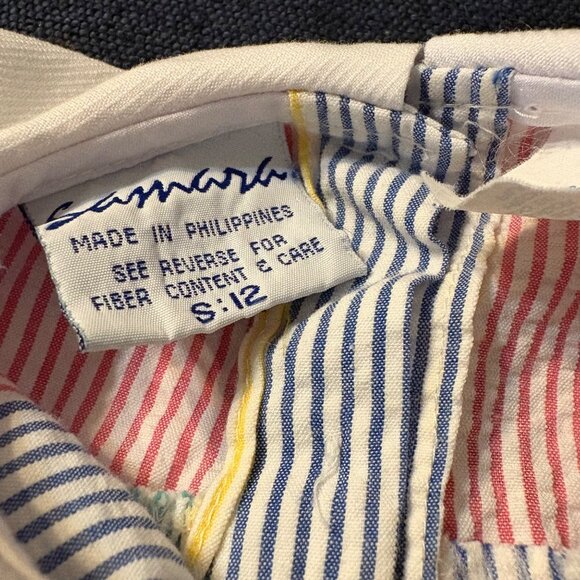 Samara
MADE IN PHILIPPINES
SEE REVERSE FOR
FIBER CONTENT & CARE
S:12